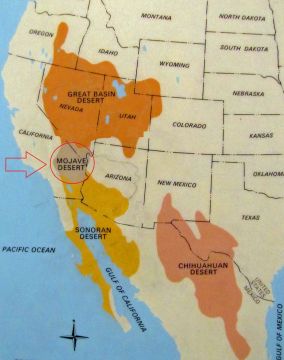 MONTANA
NORTH DAKOTA
OREGON
IDAHO
SOUTH DAKOTA
WYOMING
GREAT BASIN
DESERT
NEBRASKA
NEVADA
UTAH
COLORADO
CALIFORNIA
KANSAS
MOJAVE
DESERT
ARIZONA
OKLAHOM
NEW MEXICO
TEXAS
SONORAN
DESERT
PACIFIC OCEAN
CHIHUAHUAN
DESERT
GULF OF CALIFORNIA
UNITED
STATES
MEXICO
GULF OF MEXICO